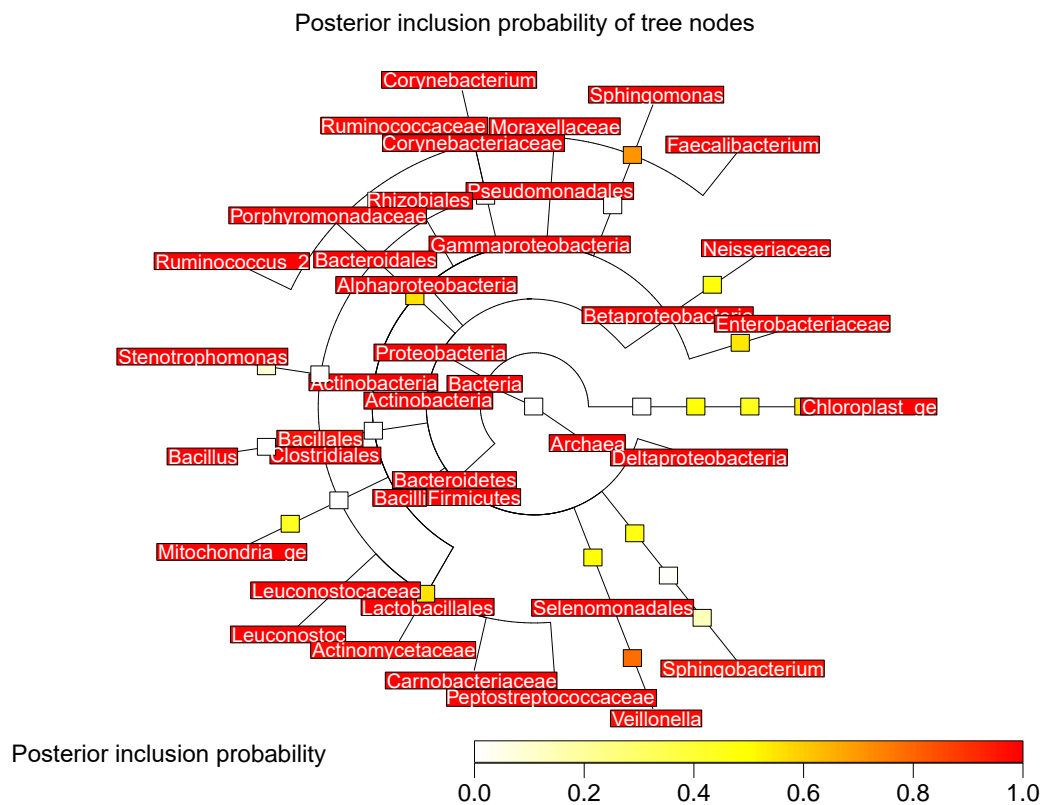 Posterior inclusion probability of tree nodes
Corynebacterium
Sphingomonas
Ruminococcaceae
Moraxellaceae
Corynebacteriaceae
Faecalibacterium
Pseudomonadales
Rhizobiales
Porphyromonadaceae
Gammaproteobacteria
Neisseriaceae
Ruminococcus_2
Bacteroidales
Alphaproteobacteria
Betaproteobacteria
Enterobacteriaceae
Stenotrophomonas
Proteobacteria
Actinobacteria
Bacteria
Actinobacteria
Chloroplast_ge
Bacillales
Archaea
Bacillus
Clostridiales
Deltaproteobacteria
Bacteroidetes
Bacilli
Firmicutes
Mitochondria_ge
Leuconostocaceae
Lactobacillales
Selenomonadales
Leuconostoc
Actinomycetaceae
Sphingobacterium
Carnobacteriaceae
Peptostreptococcaceae
Veillonella
Posterior inclusion probability
0.0 0.2 0.4 0.6 0.8 1.0